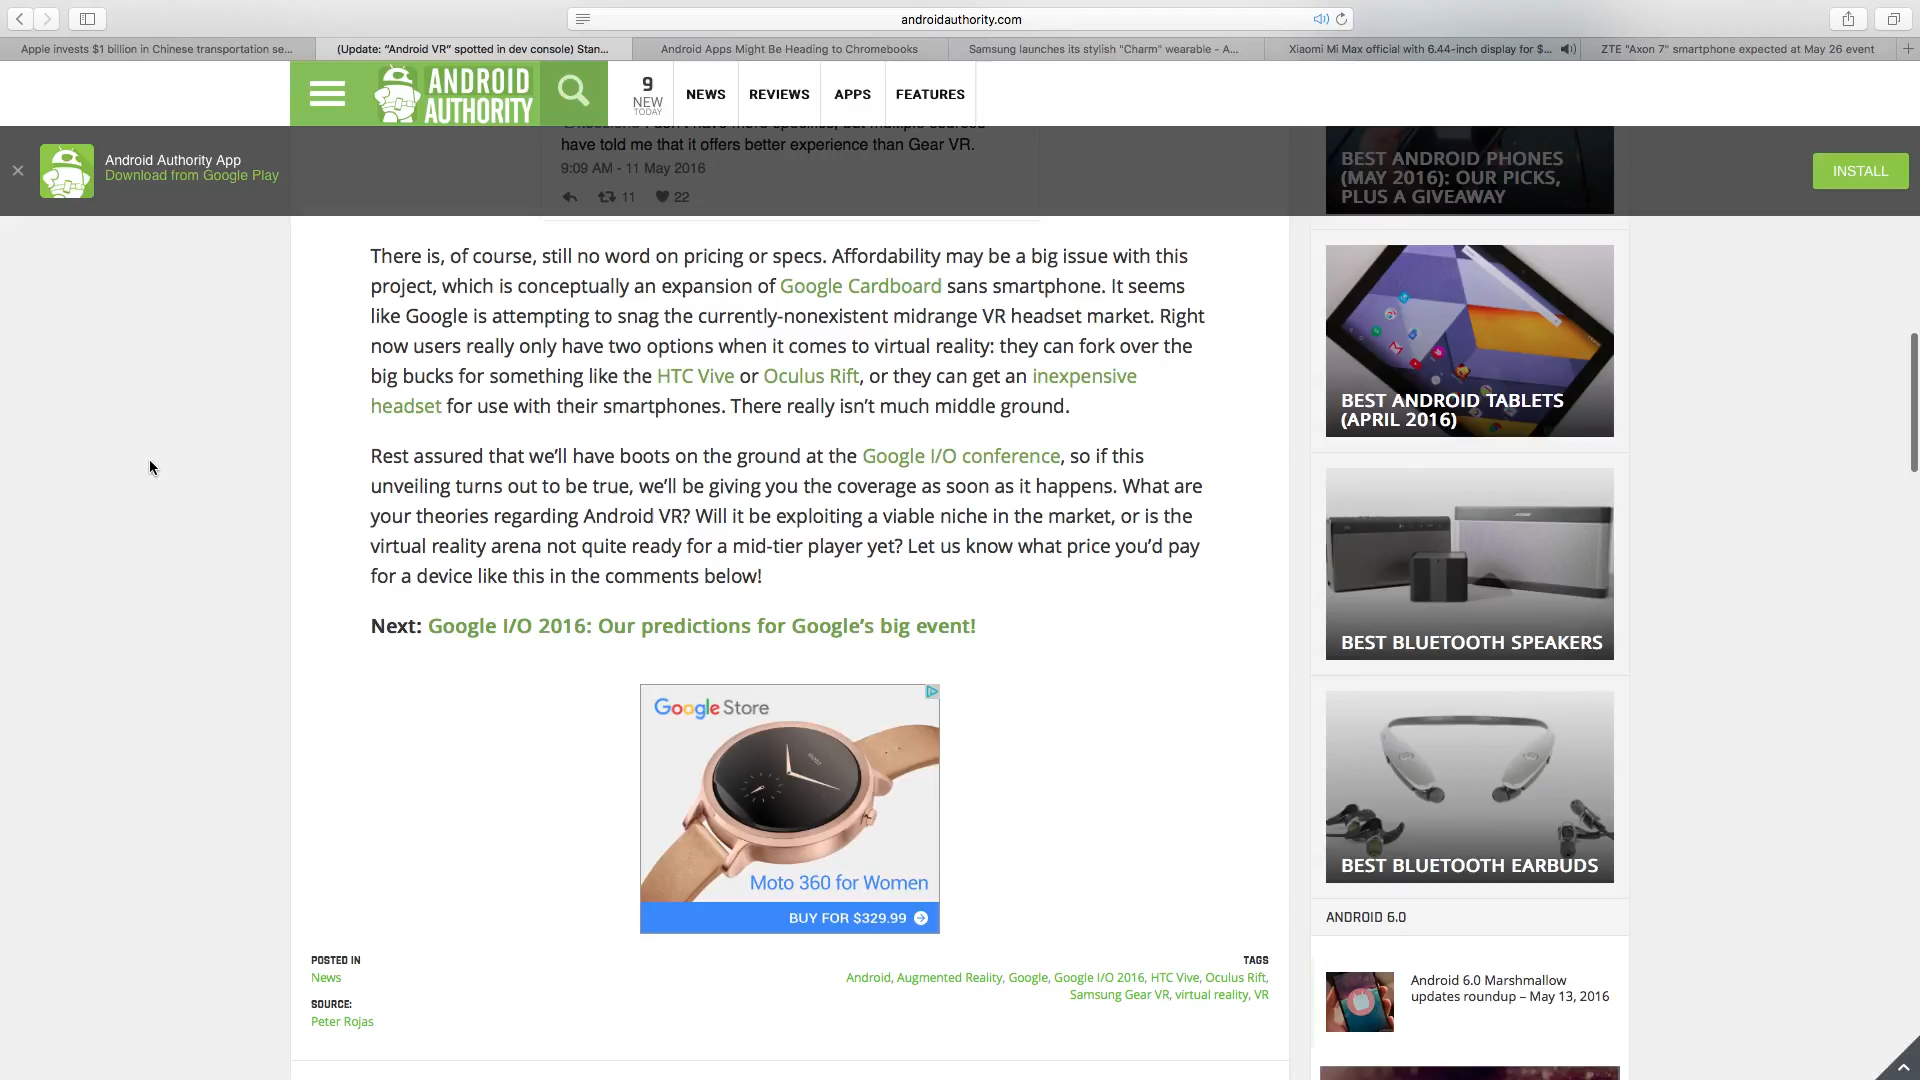 androidauthority.com
Apple invests $1 billion in Chinese transportation se...
(Update: “Android VR” spotted in dev console) Stan...
Android Apps Might Be Heading to Chromebooks
Samsung launches its stylish "Charm" wearable - A...
Xiaomi Mi Max official with 6.44-inch display for $...
ZTE "Axon 7" smartphone expected at May 26 event
ANDROID AUTHORITY
9 NEW TODAY
NEWS
REVIEWS
APPS
FEATURES
Android Authority App
Download from Google Play
INSTALL
have told me that it offers better experience than Gear VR.
9:09 AM - 11 May 2016
11
22
There is, of course, still no word on pricing or specs. Affordability may be a big issue with this
project, which is conceptually an expansion of Google Cardboard sans smartphone. It seems
like Google is attempting to snag the currently-nonexistent midrange VR headset market. Right
now users really only have two options when it comes to virtual reality: they can fork over the
big bucks for something like the HTC Vive or Oculus Rift, or they can get an inexpensive
headset for use with their smartphones. There really isn’t much middle ground.
Rest assured that we’ll have boots on the ground at the Google I/O conference, so if this
unveiling turns out to be true, we’ll be giving you the coverage as soon as it happens. What are
your theories regarding Android VR? Will it be exploiting a viable niche in the market, or is the
virtual reality arena not quite ready for a mid-tier player yet? Let us know what price you’d pay
for a device like this in the comments below!
Next: Google I/O 2016: Our predictions for Google’s big event!
Google Store
moto
Moto 360 for Women
BUY FOR $329.99
POSTED IN
News
SOURCE:
Peter Rojas
TAGS
Android, Augmented Reality, Google, Google I/O 2016, HTC Vive, Oculus Rift,
Samsung Gear VR, virtual reality, VR
BEST ANDROID PHONES
(MAY 2016): OUR PICKS,
PLUS A GIVEAWAY
BEST ANDROID TABLETS
(APRIL 2016)
BEST BLUETOOTH SPEAKERS
BEST BLUETOOTH EARBUDS
ANDROID 6.0
Android 6.0 Marshmallow
updates roundup – May 13, 2016